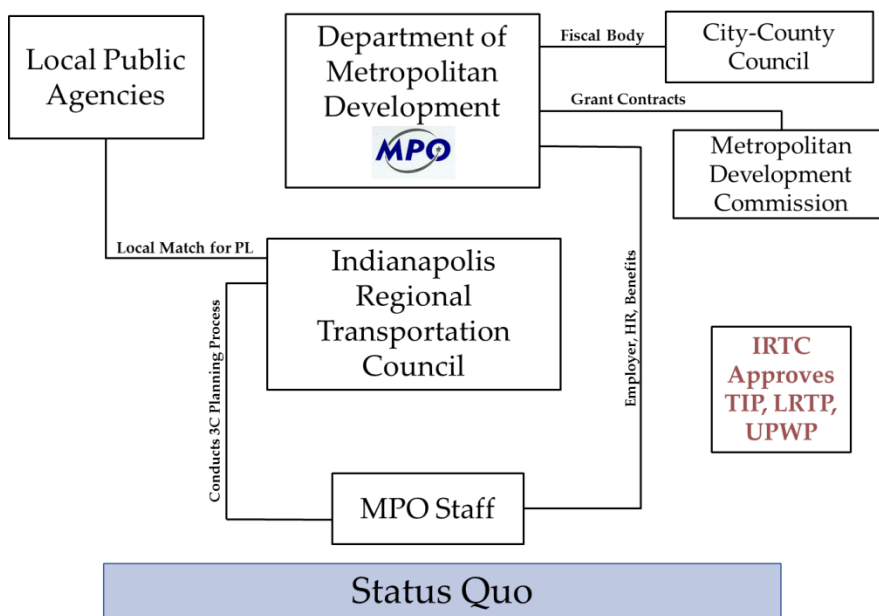 Local Public
Agencies
Department of
Metropolitan
Development
MPO
Fiscal Body
City-County
Council
Grant Contracts
Metropolitan
Development
Commission
Local Match for PL
Indianapolis
Regional
Transportation
Council
Conducts 3C Planning Process
Employer, HR, Benefits
IRTC
Approves
TIP, LRTP,
UPWP
MPO Staff
Status Quo